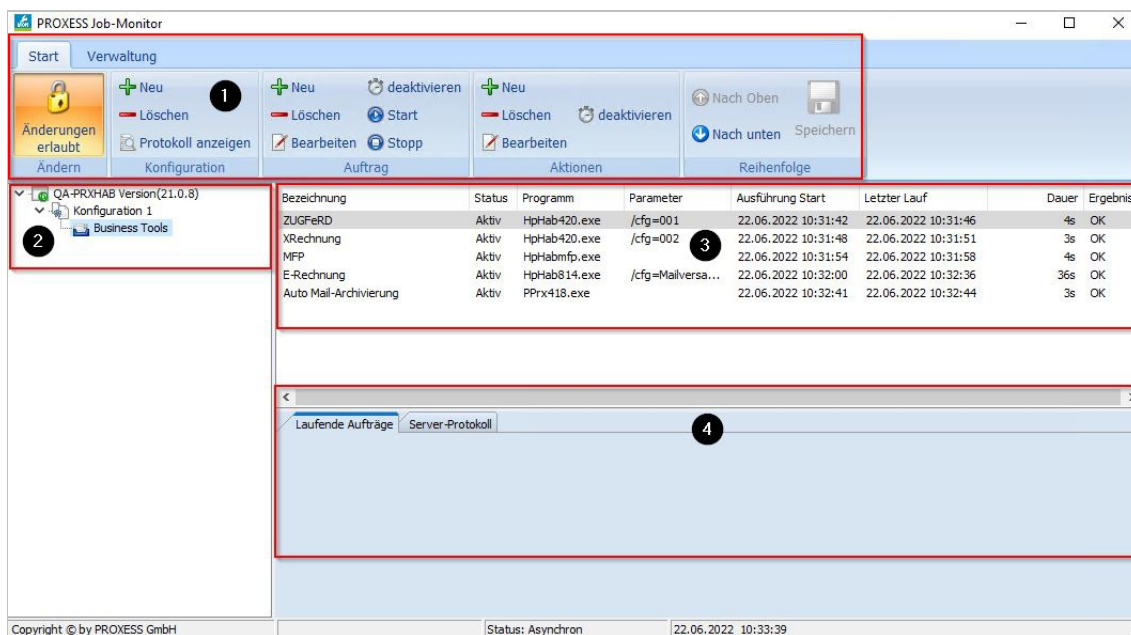 PROXESS Job-Monitor
Start Verwaltung
Änderungen erlaubt
Ändern
Neu
Löschen
Protokoll anzeigen
Konfiguration
1
Neu deaktivieren
Löschen Start
Bearbeiten Stopp
Auftrag
Neu
Löschen deaktivieren
Bearbeiten
Aktionen
Nach Oben
Nach unten
Speichern
Reihenfolge
QA-PRXHAB Version(21.0.8)
Konfiguration 1
Business Tools
2
Bezeichnung Status Programm Parameter Ausführung Start Letzter Lauf Dauer Ergebnis
ZUGFeRD Aktiv HpHab420.exe /cfg=001 22.06.2022 10:31:42 22.06.2022 10:31:46 4s OK
XRechnung Aktiv HpHab420.exe /cfg=002 22.06.2022 10:31:48 22.06.2022 10:31:51 3s OK
MFP Aktiv HpHabmfp.exe 22.06.2022 10:31:54 22.06.2022 10:31:58 4s OK
E-Rechnung Aktiv HpHab814.exe /cfg=Mailversa... 22.06.2022 10:32:00 22.06.2022 10:32:36 36s OK
Auto Mail-Archivierung Aktiv PPrx418.exe 22.06.2022 10:32:41 22.06.2022 10:32:44 3s OK
3
Laufende Aufträge Server-Protokoll
4
Copyright © by PROXESS GmbH Status: Asynchron 22.06.2022 10:33:39